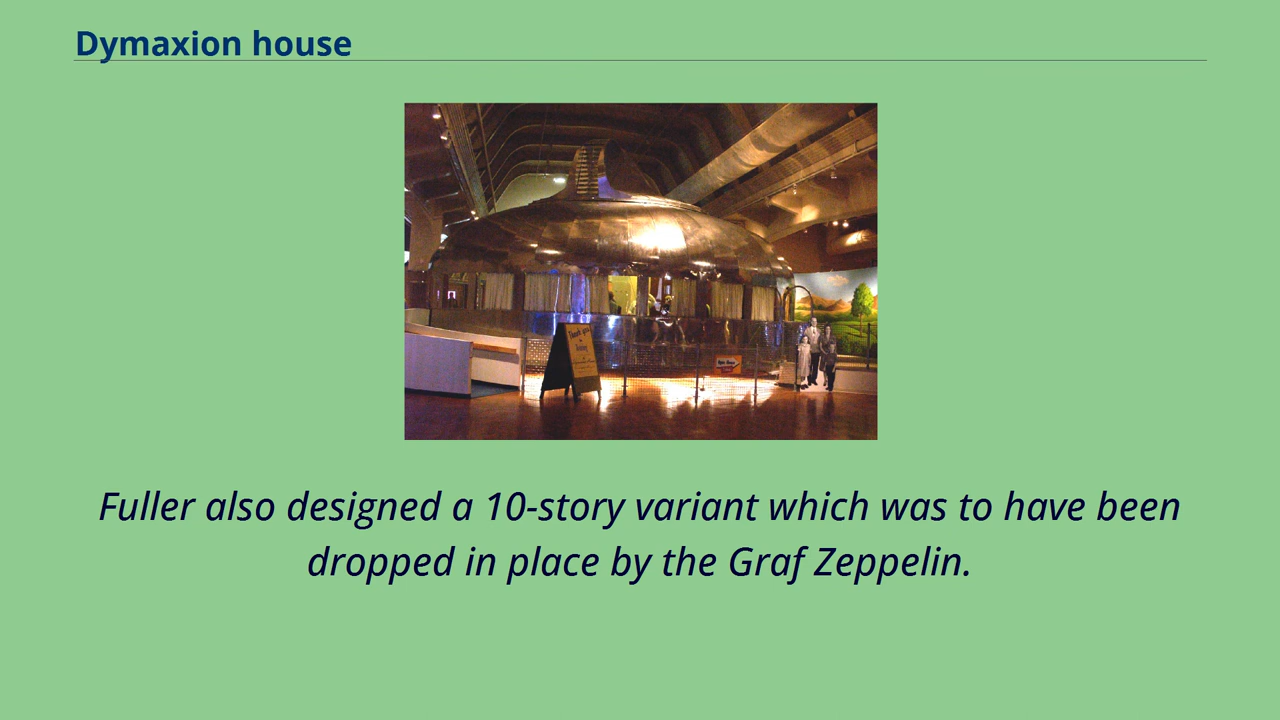 Dymaxion house
Fuller also designed a 10-story variant which was to have been
dropped in place by the Graf Zeppelin.